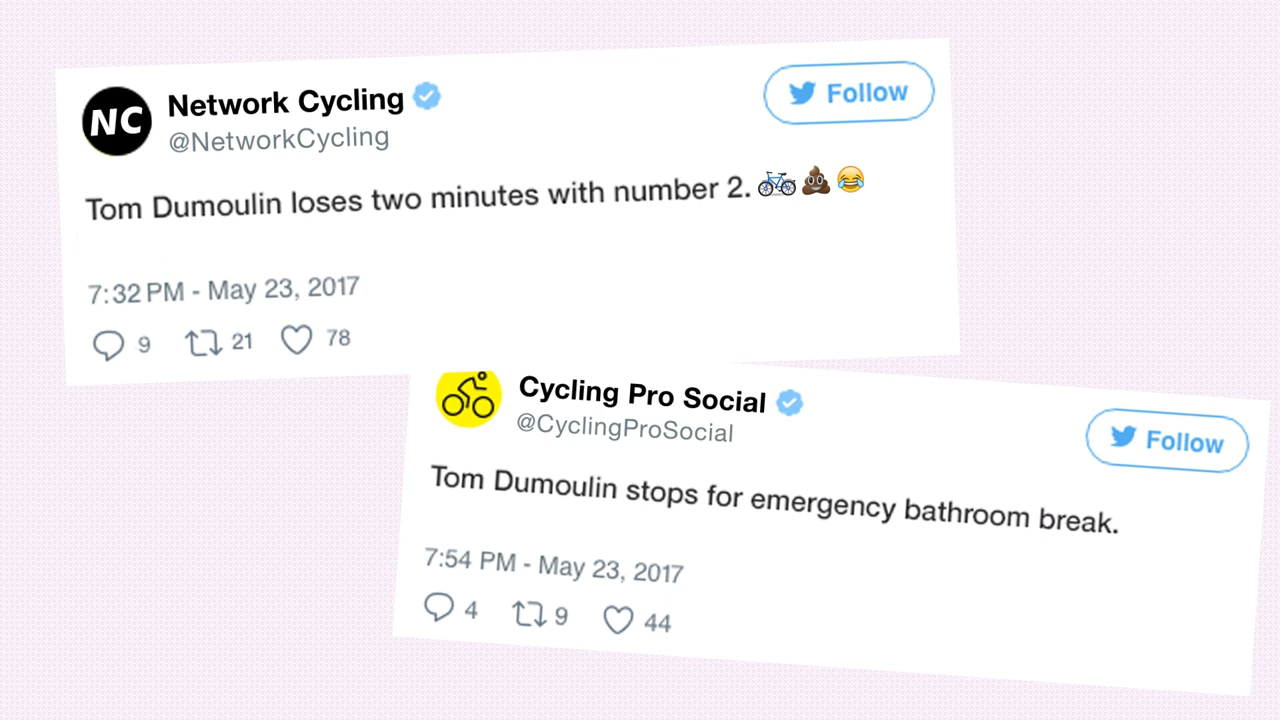 NC
Network Cycling
@NetworkCycling
Follow
Tom Dumoulin loses two minutes with number 2. 🚲💩😂
7:32 PM - May 23, 2017
9 21 78
Cycling Pro Social
@CyclingProSocial
Follow
Tom Dumoulin stops for emergency bathroom break.
7:54 PM - May 23, 2017
4 9 44